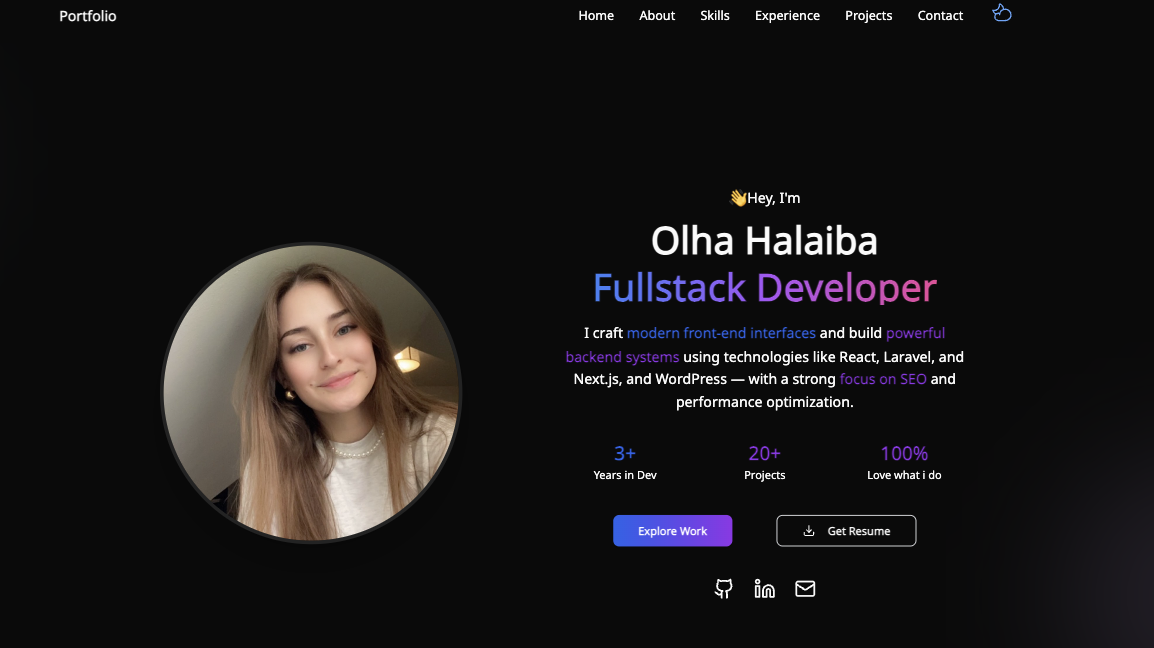 Portfolio
Home About Skills Experience Projects Contact
👋Hey, I'm
Olha Halaiba
Fullstack Developer
I craft modern front-end interfaces and build powerful
backend systems using technologies like React, Laravel, and
Next.js, and WordPress — with a strong focus on SEO and
performance optimization.
3+ 20+ 100%
Years in Dev Projects Love what i do
Explore Work Get Resume